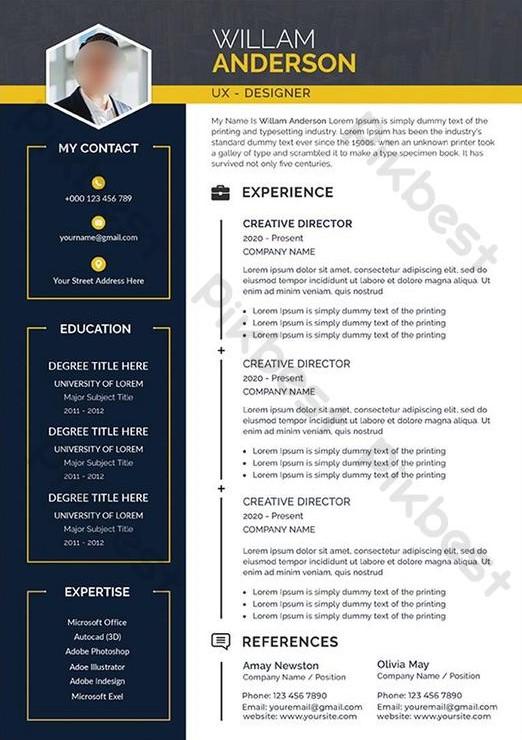 WILLAM
ANDERSON
UX - DESIGNER
My Name Is Willam Anderson Lorem Ipsum is simply dummy text of the
printing and typesetting industry. Lorem Ipsum has been the industry's
standard dummy text ever since the 1500s, when an unknown printer took
a galley of type and scrambled it to make a type specimen book. It has
survived not only five centuries.
MY CONTACT
+000 123 456 789
yourname@gmail.com
Your Street Address Here
EDUCATION
DEGREE TITLE HERE
UNIVERSITY OF LOREM
Major Subject Title
2011 - 2012
DEGREE TITLE HERE
UNIVERSITY OF LOREM
Major Subject Title
2011 - 2012
DEGREE TITLE HERE
UNIVERSITY OF LOREM
Major Subject Title
2011 - 2012
EXPERTISE
Microsoft Office
Autocad (3D)
Adobe Photoshop
Adoe Illustrator
Adobe Indesign
Microsoft Exel
EXPERIENCE
CREATIVE DIRECTOR
2020 - Present
COMPANY NAME
Lorem ipsum dolor sit amet, consectetur adipiscing elit, sed do
eiusmod tempor incididunt ut labore et dolore magna aliqua. Ut
enim ad minim veniam, quis nostrud
• Lorem Ipsum is simply dummy text of the printing
• Lorem Ipsum is simply dummy text of the printing
• Lorem Ipsum is simply dummy text of the printing
+
CREATIVE DIRECTOR
2020 - Present
COMPANY NAME
Lorem ipsum dolor sit amet, consectetur adipiscing elit, sed do
eiusmod tempor incididunt ut labore et dolore magna aliqua. Ut
enim ad minim veniam, quis nostrud
• Lorem Ipsum is simply dummy text of the printing
• Lorem Ipsum is simply dummy text of the printing
• Lorem Ipsum is simply dummy text of the printing
+
CREATIVE DIRECTOR
2020 - Present
COMPANY NAME
Lorem ipsum dolor sit amet, consectetur adipiscing elit, sed do
eiusmod tempor incididunt ut labore et dolore magna aliqua. Ut
enim ad minim veniam, quis nostrud
• Lorem Ipsum is simply dummy text of the printing
• Lorem Ipsum is simply dummy text of the printing
• Lorem Ipsum is simply dummy text of the printing
REFERENCES
Amay Newston
Company Name / Position
Phone: 123 456 7890
Email: youremail@gmail.com
website: www.yoursite.com
Olivia May
Company Name / Position
Phone: 123 456 7890
Email: youremail@gmail.com
website: www.yoursite.com
pikbest
pikbest
pikbest